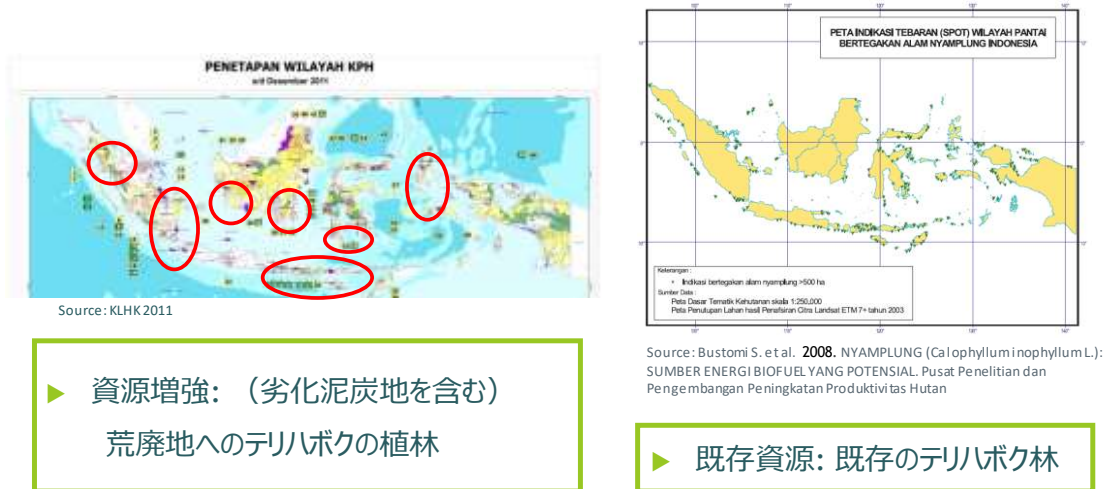 PENETAPAN WILAYAH KPH
s/d Desember 2011
Source: KLHK 2011
▶ 資源増強: （劣化泥炭地を含む）
荒廃地へのテリハボクの植林
PETA INDIKASI TEBARAN (SPOT) WILAYAH PANTAI
BERTEGAKAN ALAM NYAMPLUNG INDONESIA
Keterangan :
Indikasi bertegakan alam nyamplung >500 ha
Sumber Data :
Peta Dasar Tematik Kehutanan skala 1:250,000
Peta Penutupan Lahan hasil Penafsiran Citra Landsat ETM 7+ tahun 2003
Source: Bustomi S. et al. 2008. NYAMPLUNG (Calophyllum inophyllum L.):
SUMBER ENERGI BIOFUEL YANG POTENSIAL. Pusat Penelitian dan
Pengembangan Peningkatan Produktivitas Hutan
▶ 既存資源: 既存のテリハボク林